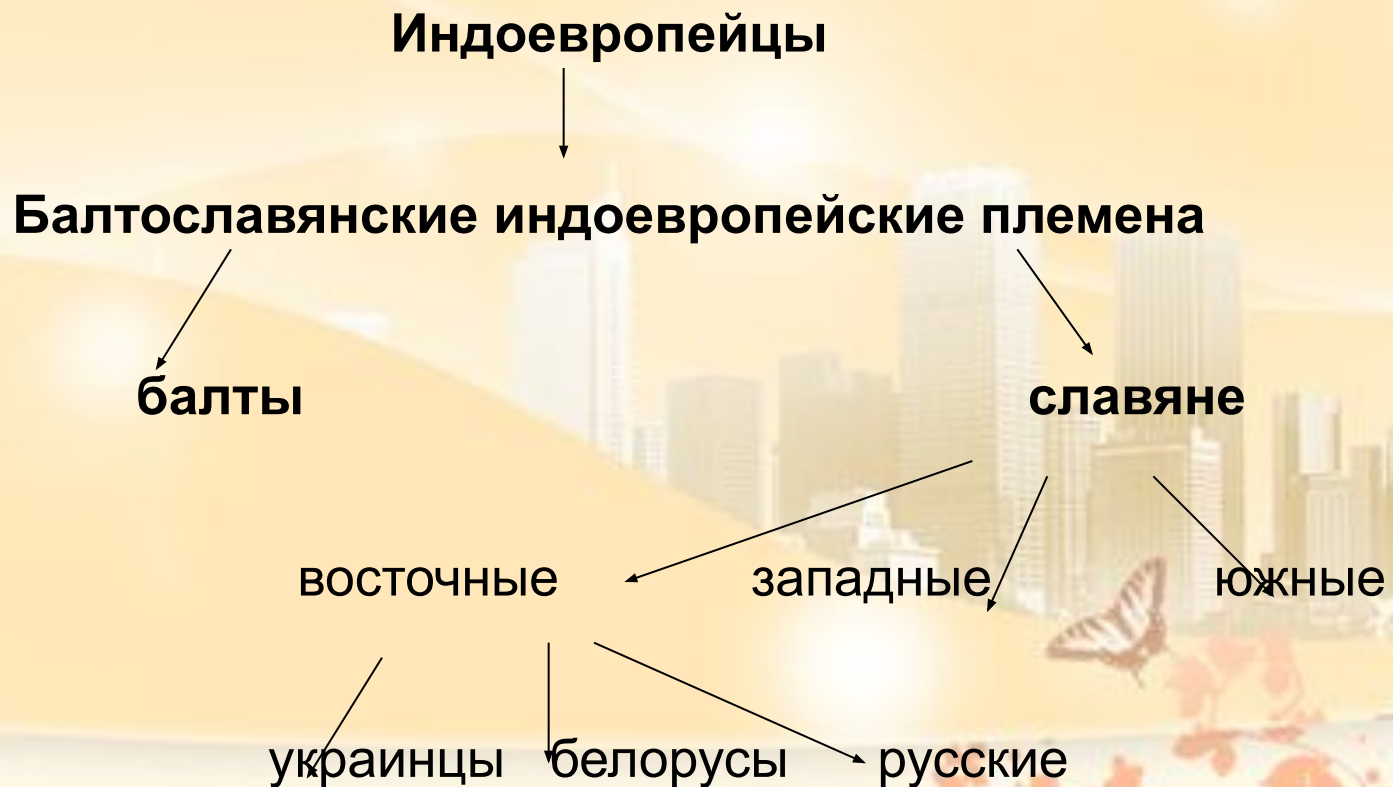 Индоевропейцы
Балтославянские индоевропейские племена
балты славяне
восточные западные южные
украинцы белорусы русские